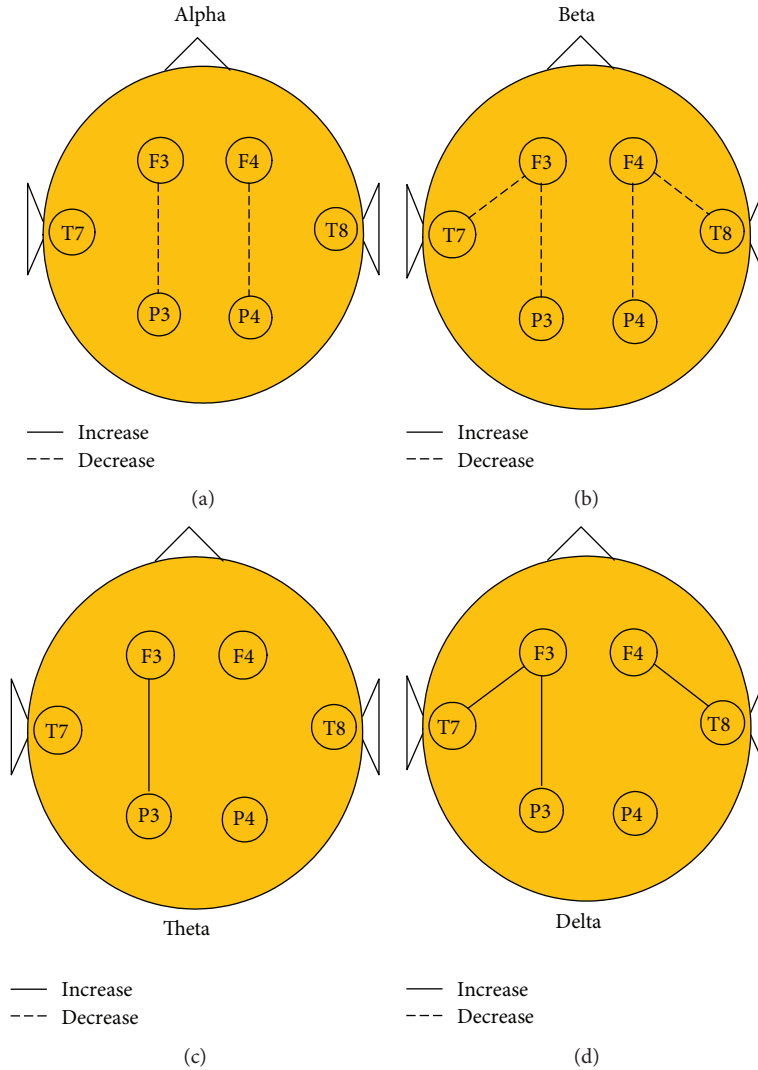 Alpha
F3 F4
T7 T8
P3 P4
Increase
Decrease
(a)
Beta
F3 F4
T7 T8
P3 P4
Increase
Decrease
(b)
F3 F4
T7 T8
P3 P4
Theta
Increase
Decrease
(c)
F3 F4
T7 T8
P3 P4
Delta
Increase
Decrease
(d)